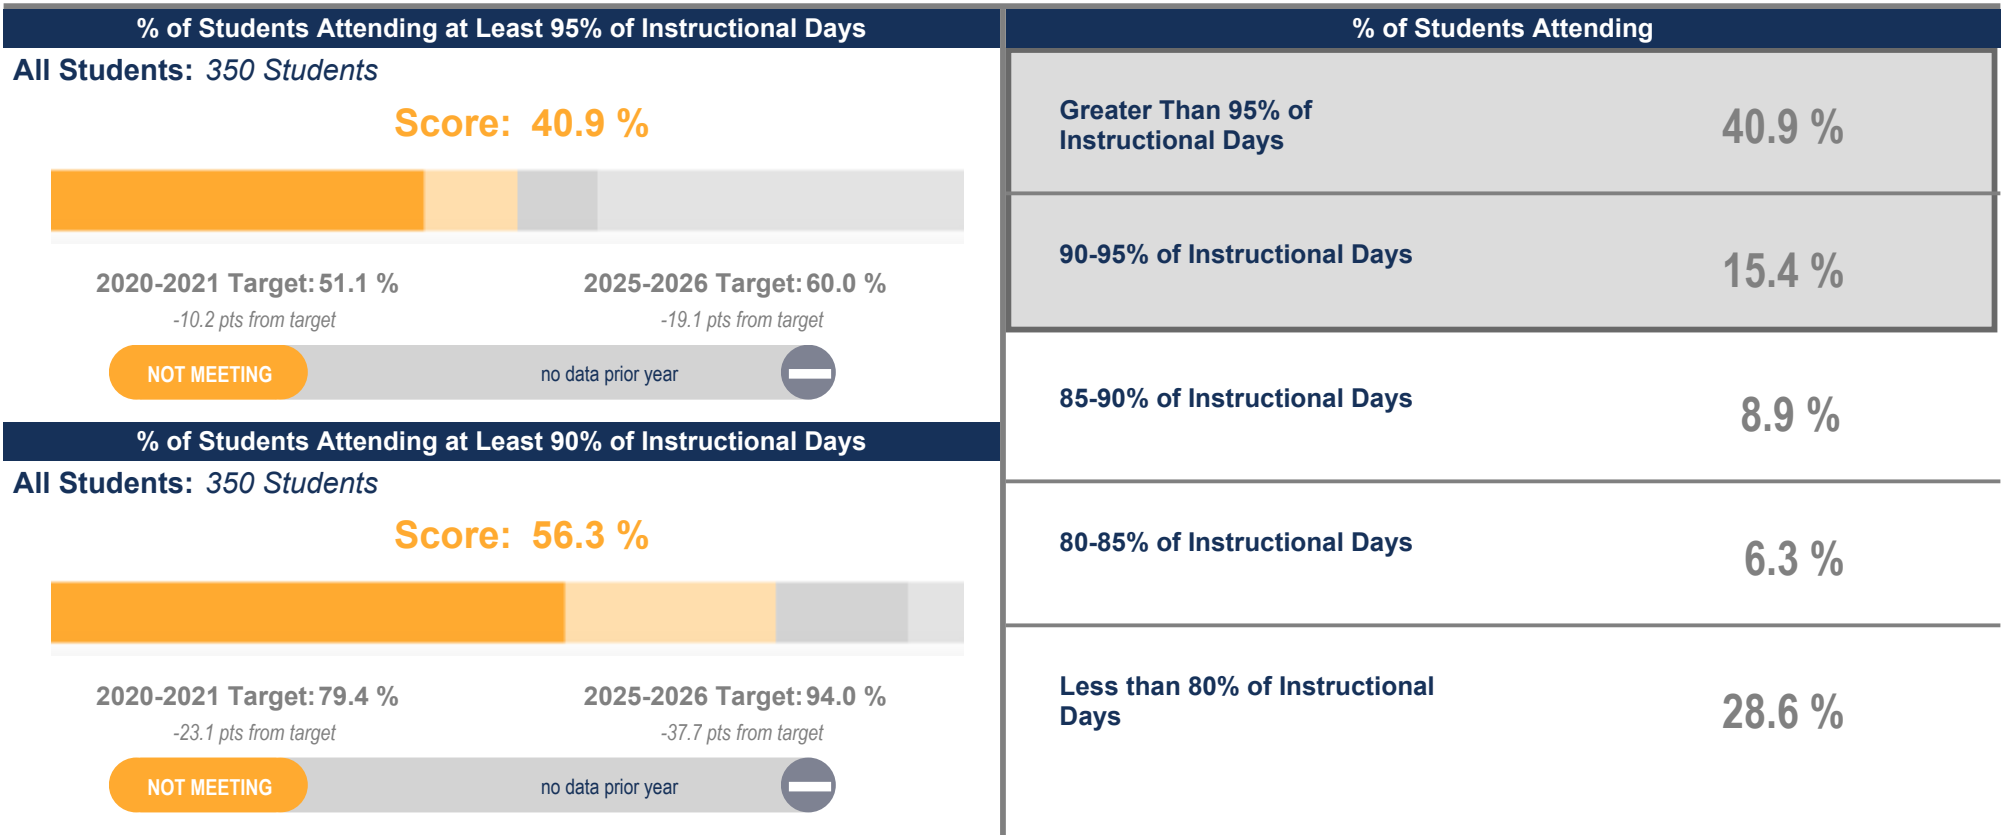 % of Students Attending at Least 95% of Instructional Days
All Students: 350 Students
Score: 40.9 %
2020-2021 Target: 51.1 %
-10.2 pts from target
2025-2026 Target: 60.0 %
-19.1 pts from target
NOT MEETING
no data prior year
% of Students Attending at Least 90% of Instructional Days
All Students: 350 Students
Score: 56.3 %
2020-2021 Target: 79.4 %
-23.1 pts from target
2025-2026 Target: 94.0 %
-37.7 pts from target
NOT MEETING
no data prior year
% of Students Attending
Greater Than 95% of
Instructional Days
40.9 %
90-95% of Instructional Days
15.4 %
85-90% of Instructional Days
8.9 %
80-85% of Instructional Days
6.3 %
Less than 80% of Instructional
Days
28.6 %